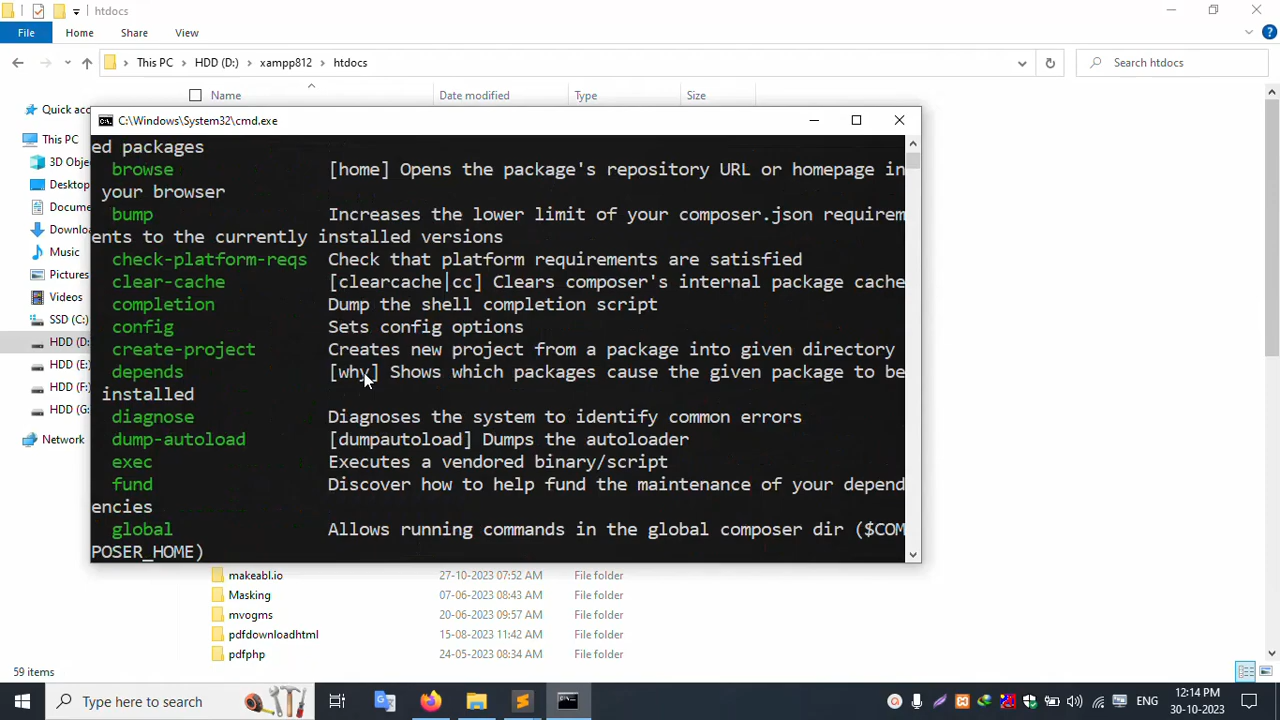 htdocs
File
Home
Share
View
This PC
HDD (D:)
xampp812
htdocs
Search htdocs
Name
Date modified
Type
Size
Quick acc
This PC
3D Obje
Desktop
Docume
Downlo
Music
Pictures
Videos
SSD (C:)
HDD (D:
HDD (E:)
HDD (F:)
HDD (G:
Network
C:\Windows\System32\cmd.exe
ed packages
browse [home] Opens the package's repository URL or homepage in
your browser
bump Increases the lower limit of your composer.json requirem
ents to the currently installed versions
check-platform-reqs Check that platform requirements are satisfied
clear-cache [clearcache|cc] Clears composer's internal package cache
completion Dump the shell completion script
config Sets config options
create-project Creates new project from a package into given directory
depends [why] Shows which packages cause the given package to be
installed
diagnose Diagnoses the system to identify common errors
dump-autoload [dumpautoload] Dumps the autoloader
exec Executes a vendored binary/script
fund Discover how to help fund the maintenance of your depend
encies
global Allows running commands in the global composer dir ($COM
POSER_HOME)
makeabl.io 27-10-2023 07:52 AM File folder
Masking 07-06-2023 08:43 AM File folder
mvogms 20-06-2023 09:57 AM File folder
pdfdownloadhtml 15-08-2023 11:42 AM File folder
pdfphp 24-05-2023 08:34 AM File folder
59 items
Type here to search
ENG
12:14 PM
30-10-2023